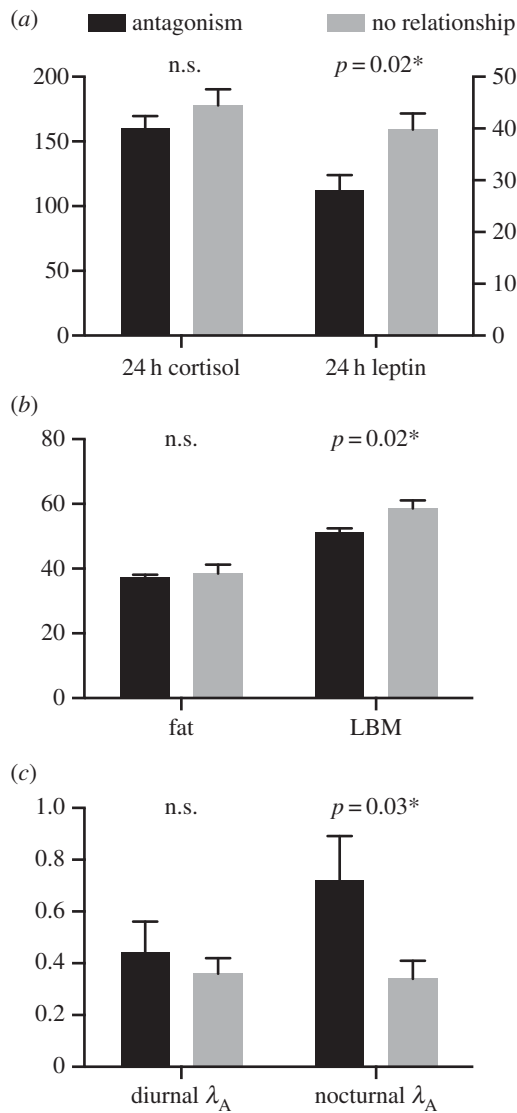 (a) antagonism no relationship
n.s. p = 0.02*
200 50
150 40
100 30
50 20
0 10
0
24 h cortisol 24 h leptin
(b)
n.s. p = 0.02*
80
60
40
20
0
fat LBM
(c)
n.s. p = 0.03*
1.0
0.8
0.6
0.4
0.2
0
diurnal λA nocturnal λA